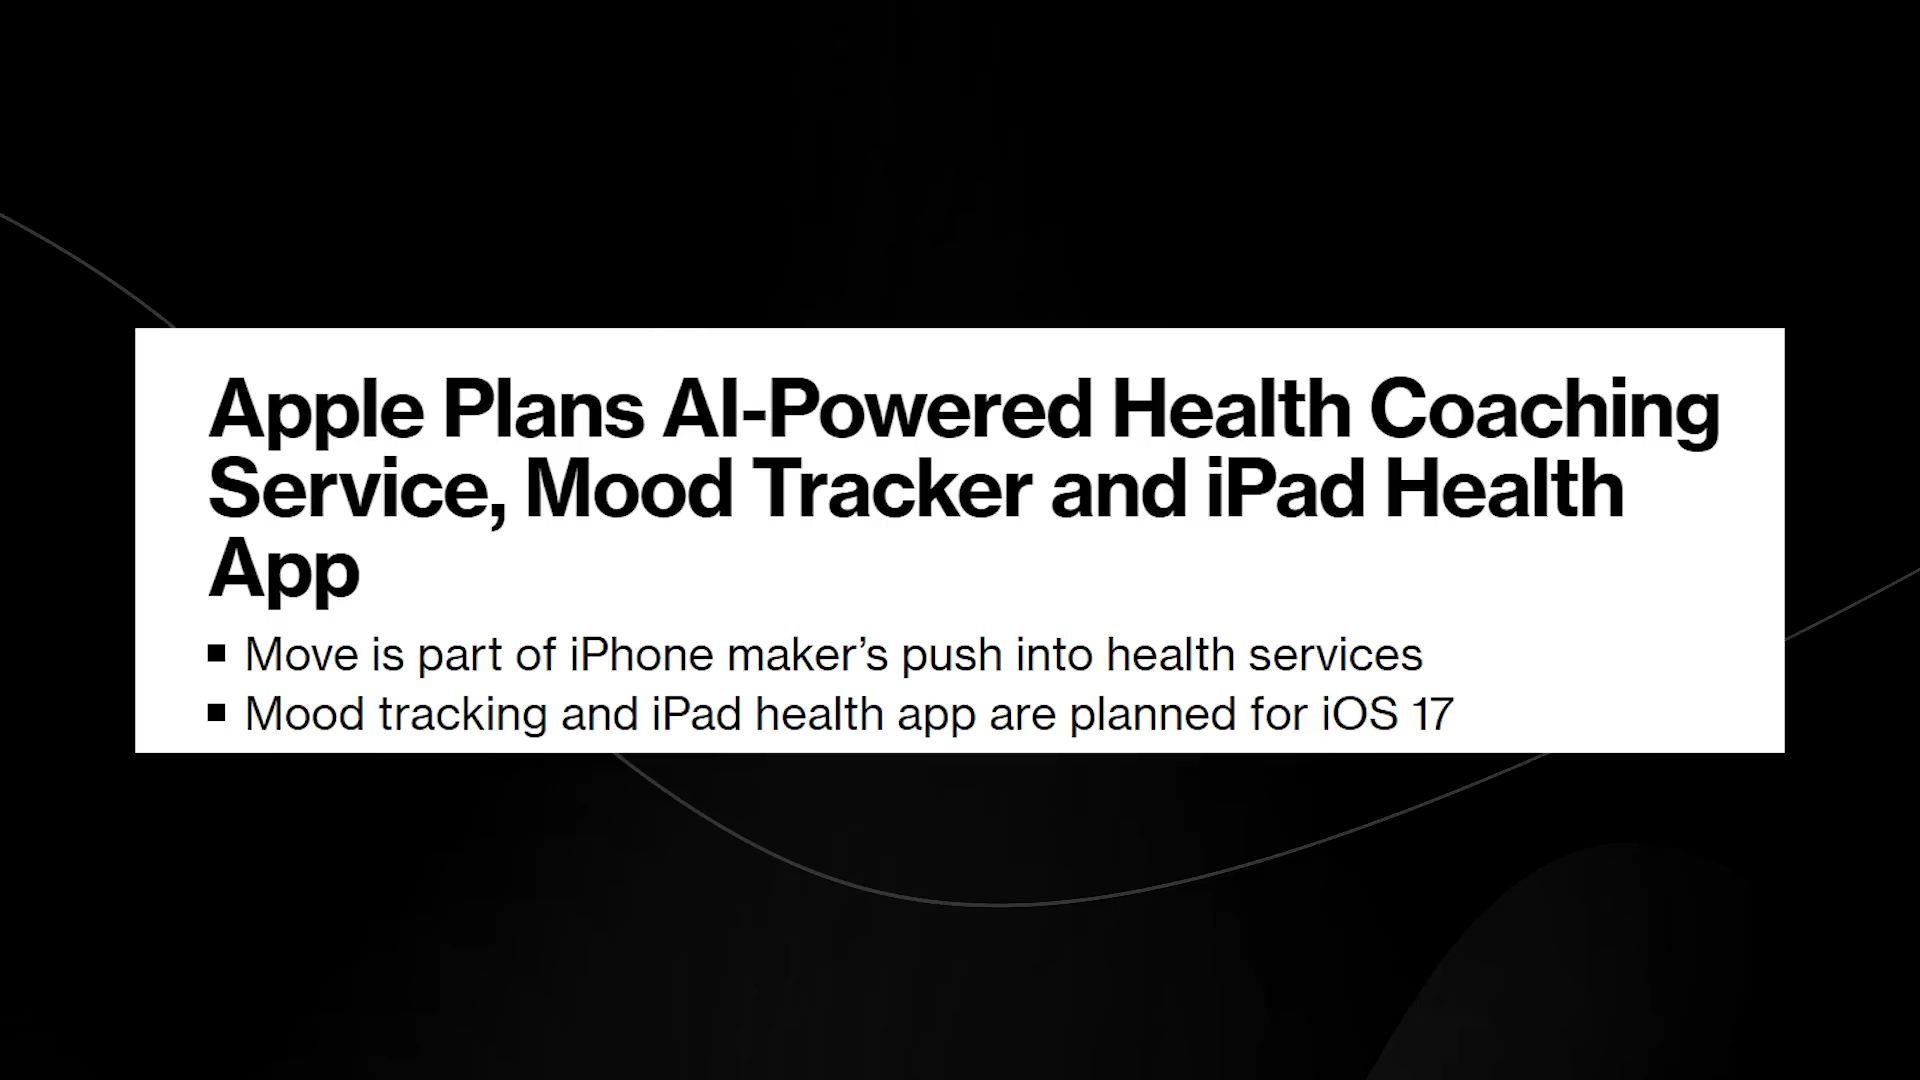 Apple Plans AI-Powered Health Coaching
Service, Mood Tracker and iPad Health
App
▪ Move is part of iPhone maker’s push into health services
▪ Mood tracking and iPad health app are planned for iOS 17